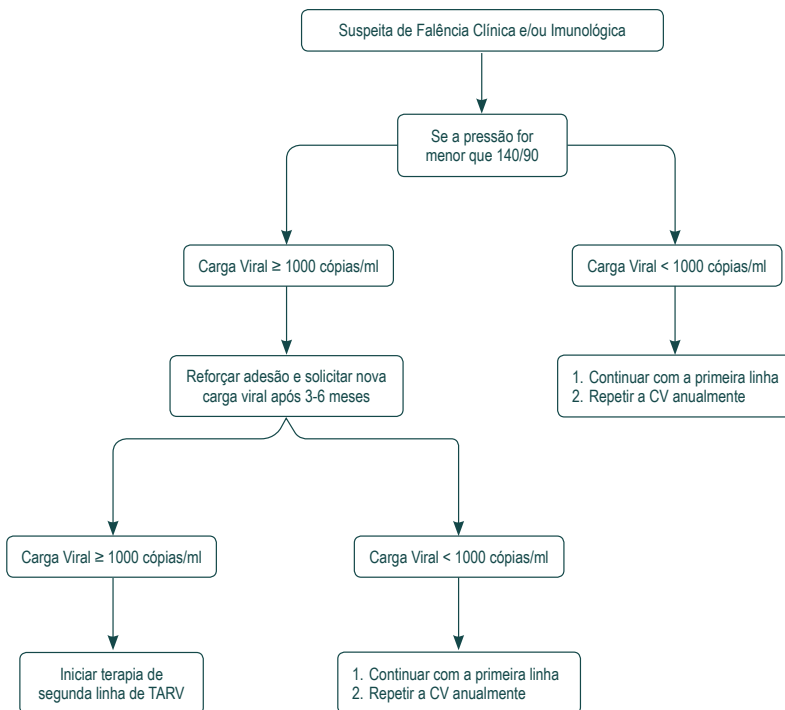 Suspeita de Falência Clínica e/ou Imunológica
Se a pressão for
menor que 140/90
Carga Viral ≥ 1000 cópias/ml
Carga Viral < 1000 cópias/ml
Reforçar adesão e solicitar nova
carga viral após 3-6 meses
1. Continuar com a primeira linha
2. Repetir a CV anualmente
Carga Viral ≥ 1000 cópias/ml
Carga Viral < 1000 cópias/ml
Iniciar terapia de
segunda linha de TARV
1. Continuar com a primeira linha
2. Repetir a CV anualmente